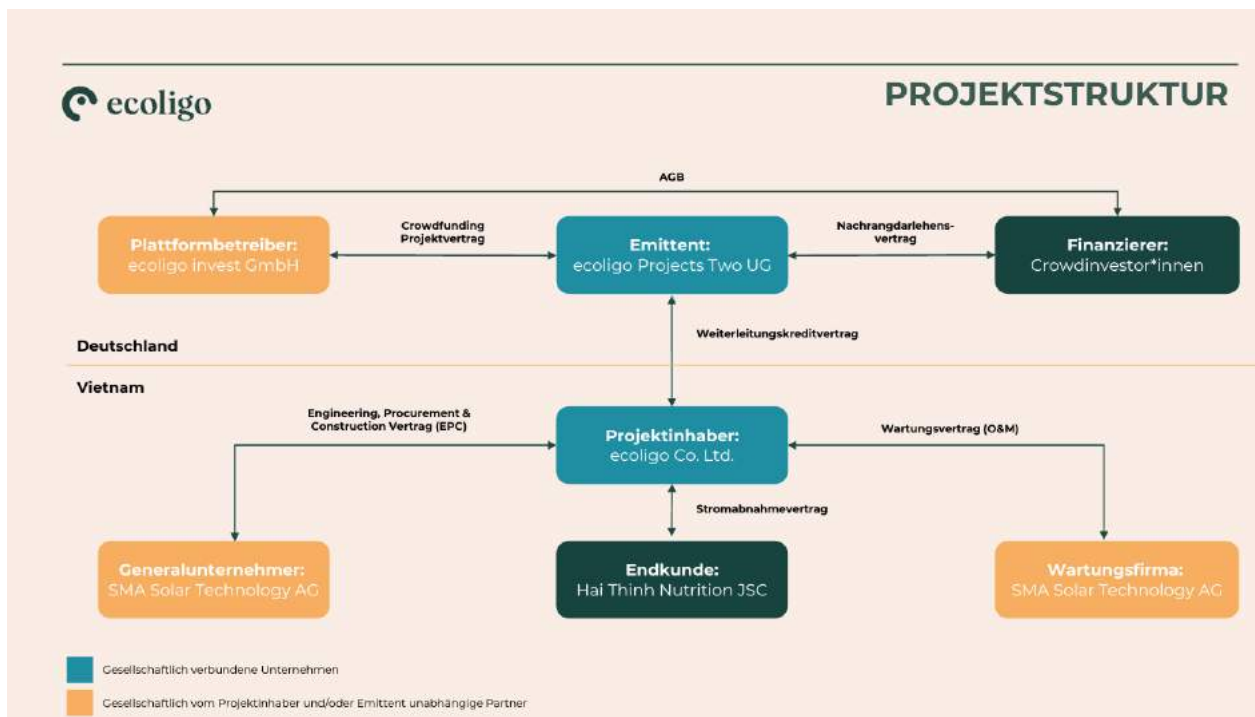 ecoligo
PROJEKTSTRUKTUR
AGB
Plattformbetreiber:
ecoligo invest GmbH
Crowdfunding
Projektvertrag
Emittent:
ecoligo Projects Two UG
Nachrangdarlehens-
vertrag
Finanzierer:
Crowdinvestor*innen
Weiterleitungskreditvertrag
Deutschland
Vietnam
Engineering, Procurement &
Construction Vertrag (EPC)
Projektinhaber:
ecoligo Co. Ltd.
Wartungsvertrag (O&M)
Stromabnahmevertrag
Generalunternehmer:
SMA Solar Technology AG
Endkunde:
Hai Thinh Nutrition JSC
Wartungsfirma:
SMA Solar Technology AG
Gesellschaftlich verbundene Unternehmen
Gesellschaftlich vom Projektinhaber und/oder Emittent unabhängige Partner